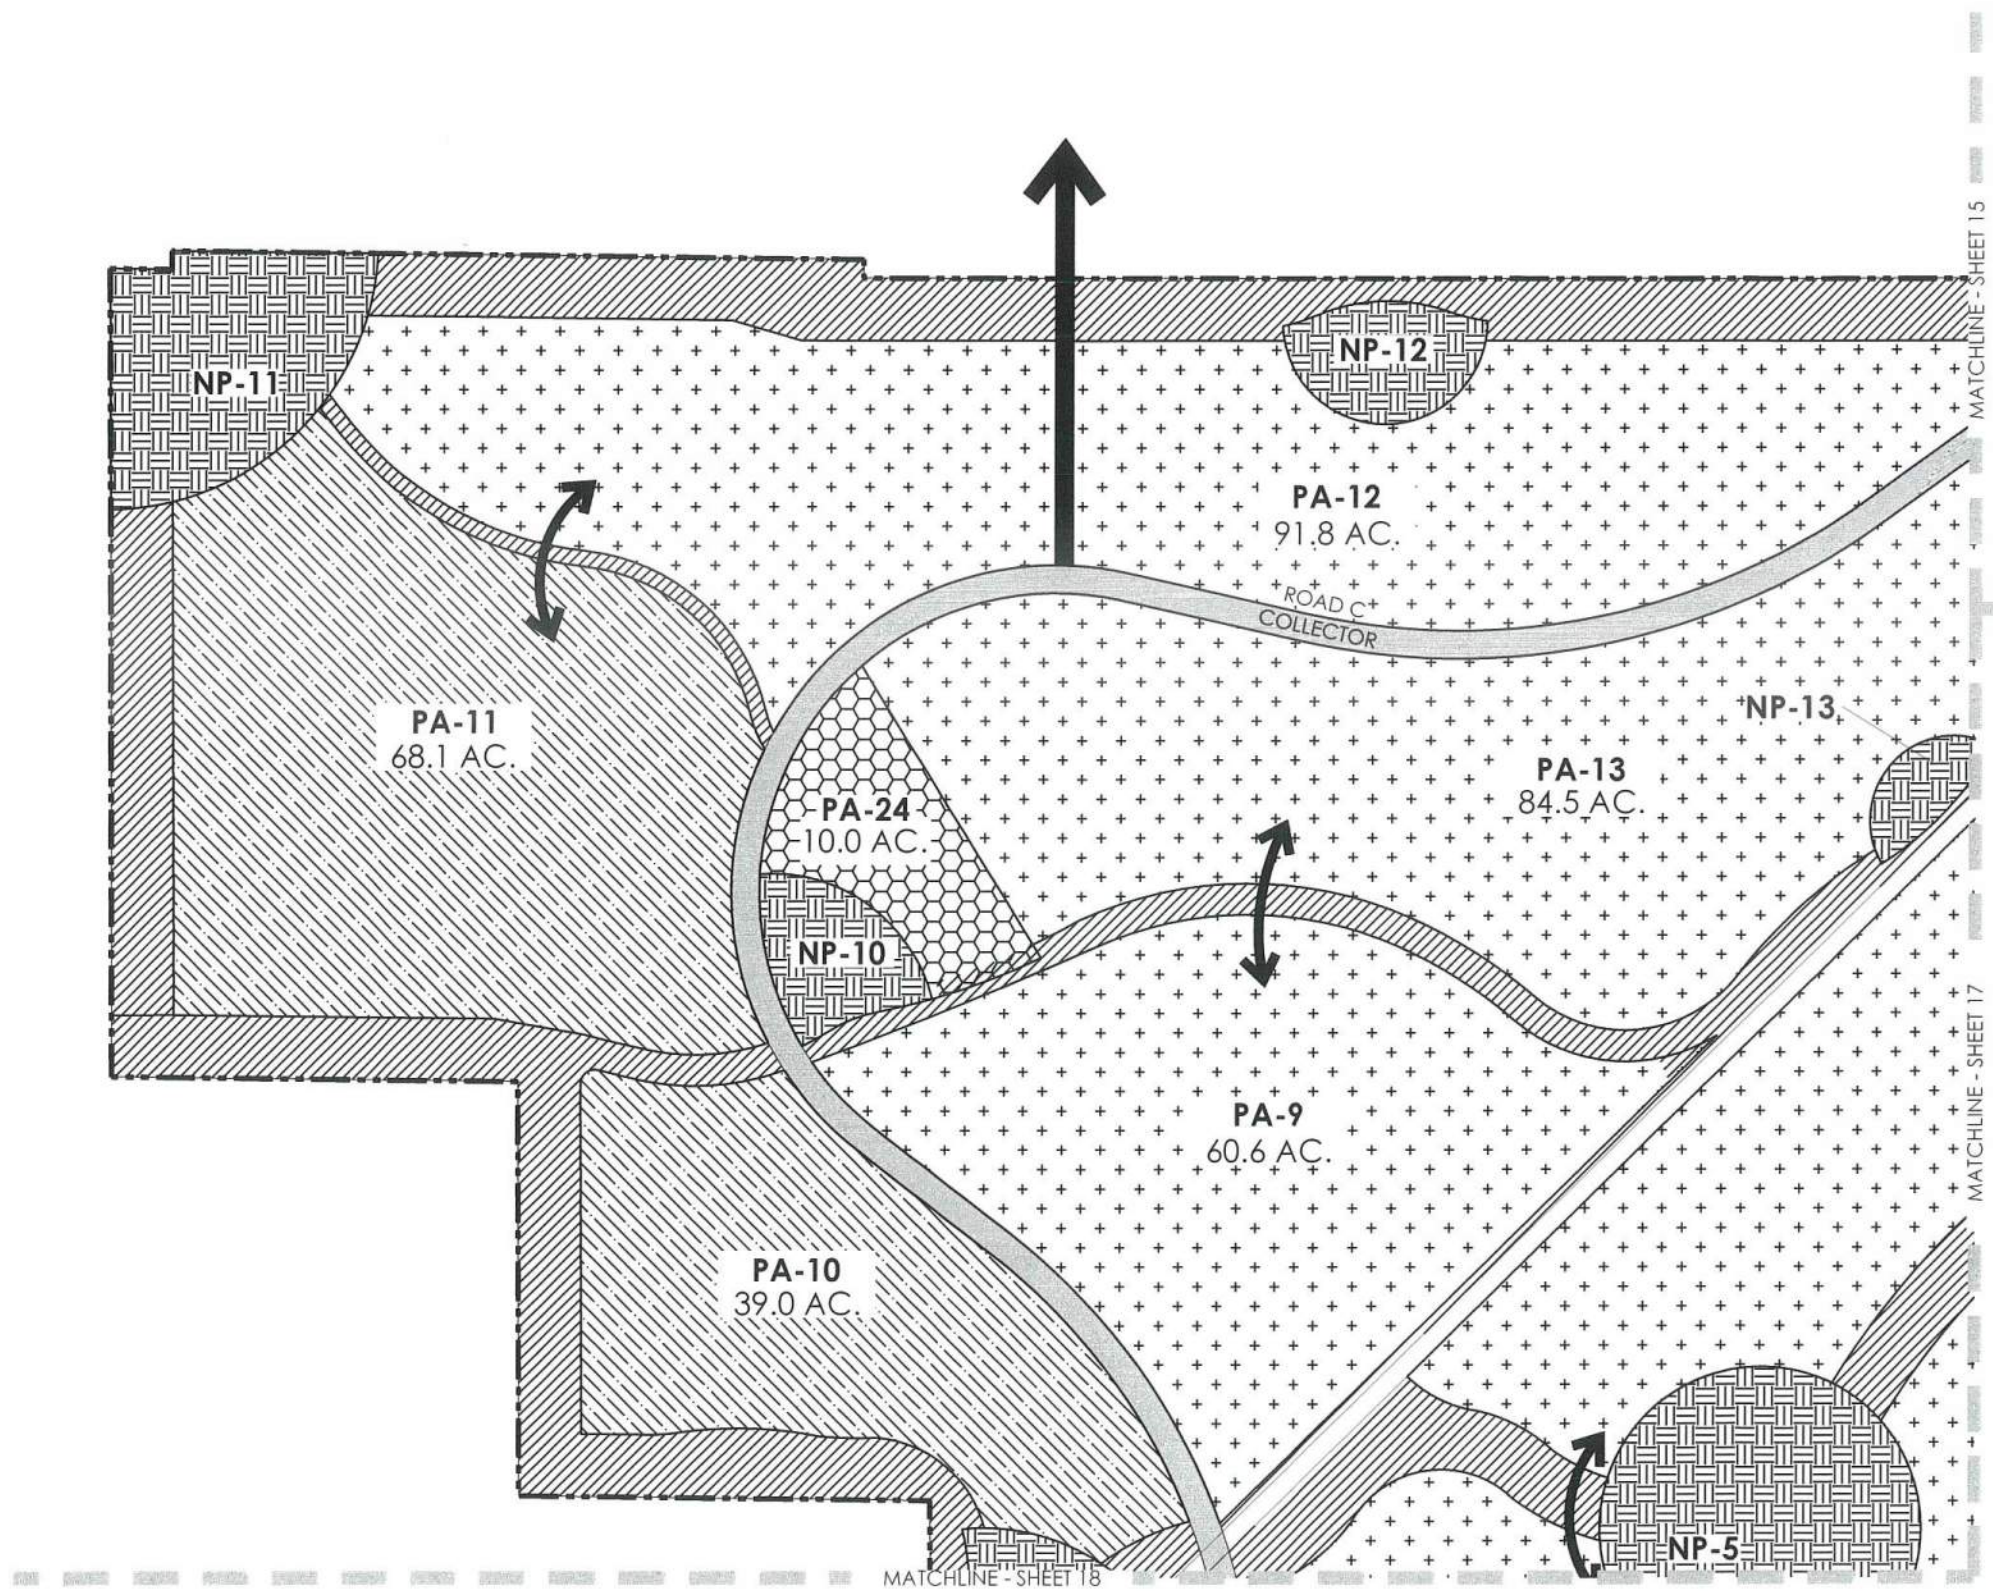 MATCHLINE - SHEET 15
NP-11
NP-12
PA-12
91.8 AC.
ROAD C
COLLECTOR
PA-11
68.1 AC.
NP-13
PA-13
84.5 AC.
PA-24
10.0 AC.
NP-10
MATCHLINE - SHEET 17
PA-9
60.6 AC.
PA-10
39.0 AC.
NP-5
MATCHLINE - SHEET 18